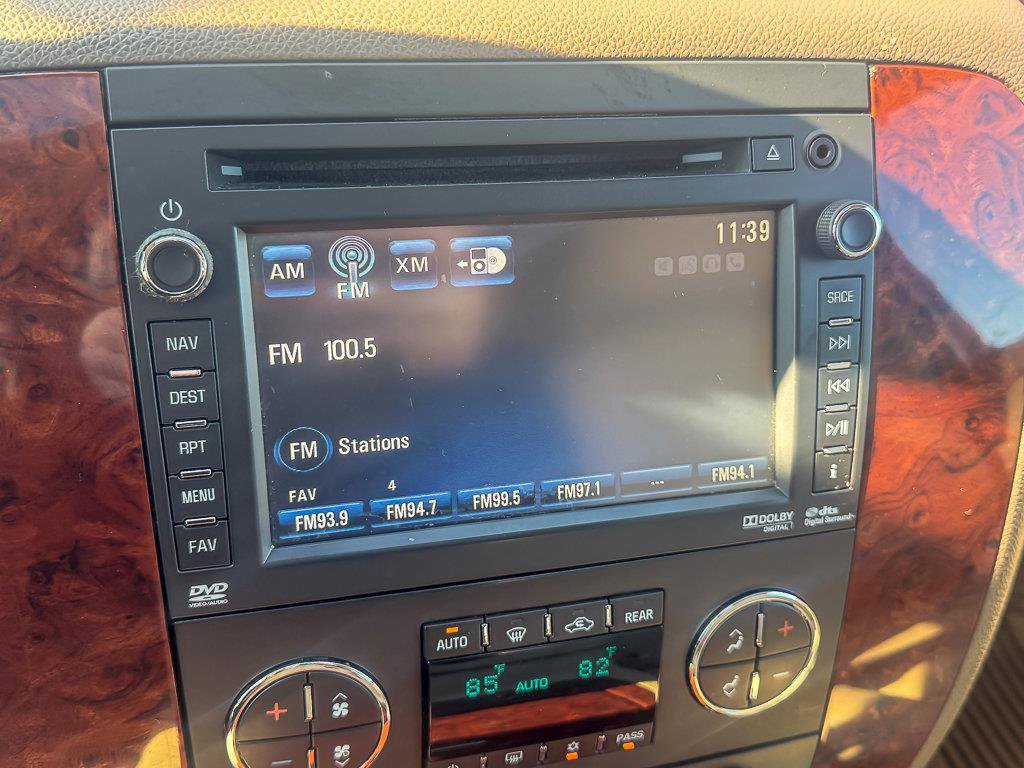 11:39
AM FM XM
FM 100.5
FM Stations
FAV 4
FM93.9 FM94.7 FM99.5 FM97.1 --- FM94.1
NAV
DEST
RPT
MENU
FAV
SRCE
i
DVD
VIDEO/AUDIO
DOLBY
DIGITAL
dts
Digital Surround
AUTO REAR
85°F AUTO 82°F
PASS